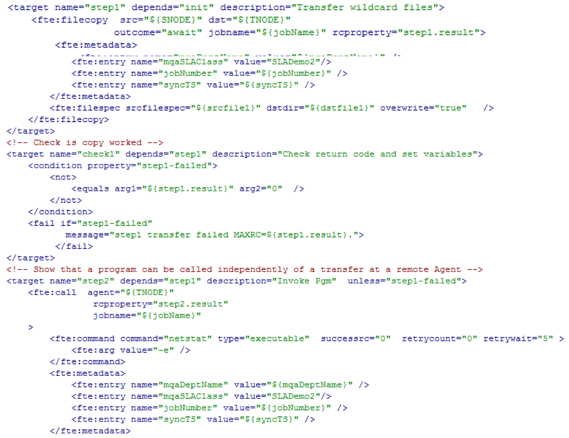 <target name="step1" depends="init" description="Transfer wildcard files">
<fte:filecopy src="${SNODE}" dst="${TNODE}"
outcome="await" jobname="${jobName}" rcproperty="step1.result">
<fte:metadata>
<fte:entry name="mqaSLAClass" value="SLADemo2"/>
<fte:entry name="jobNumber" value="${jobNumber}" />
<fte:entry name="syncTS" value="${syncTS}" />
</fte:metadata>
<fte:filespec srcfilespec="${srcfile1}" dstdir="${dstfile1}" overwrite="true" />
</fte:filecopy>
</target>
<!-- Check is copy worked -->
<target name="check1" depends="step1" description="Check return code and set variables">
<condition property="step1-failed">
<not>
<equals arg1="${step1.result}" arg2="0" />
</not>
</condition>
<fail if="step1-failed"
message="step1 transfer failed MAXRC=${step1.result}.">
</fail>
</target>
<!-- Show that a program can be called independently of a transfer at a remote Agent -->
<target name="step2" depends="step1" description="Invoke Pgm" unless="step1-failed">
<fte:call agent="${TNODE}"
rcproperty="step2.result"
jobname="${jobName}"
>
<fte:command command="netstat" type="executable" successrc="0" retrycount="0" retrywait="5" >
<fte:arg value="-e" />
</fte:command>
<fte:metadata>
<fte:entry name="mqaDeptName" value="${mqaDeptName}" />
<fte:entry name="mqaSLAClass" value="SLADemo2"/>
<fte:entry name="jobNumber" value="${jobNumber}" />
<fte:entry name="syncTS" value="${syncTS}" />
</fte:metadata>